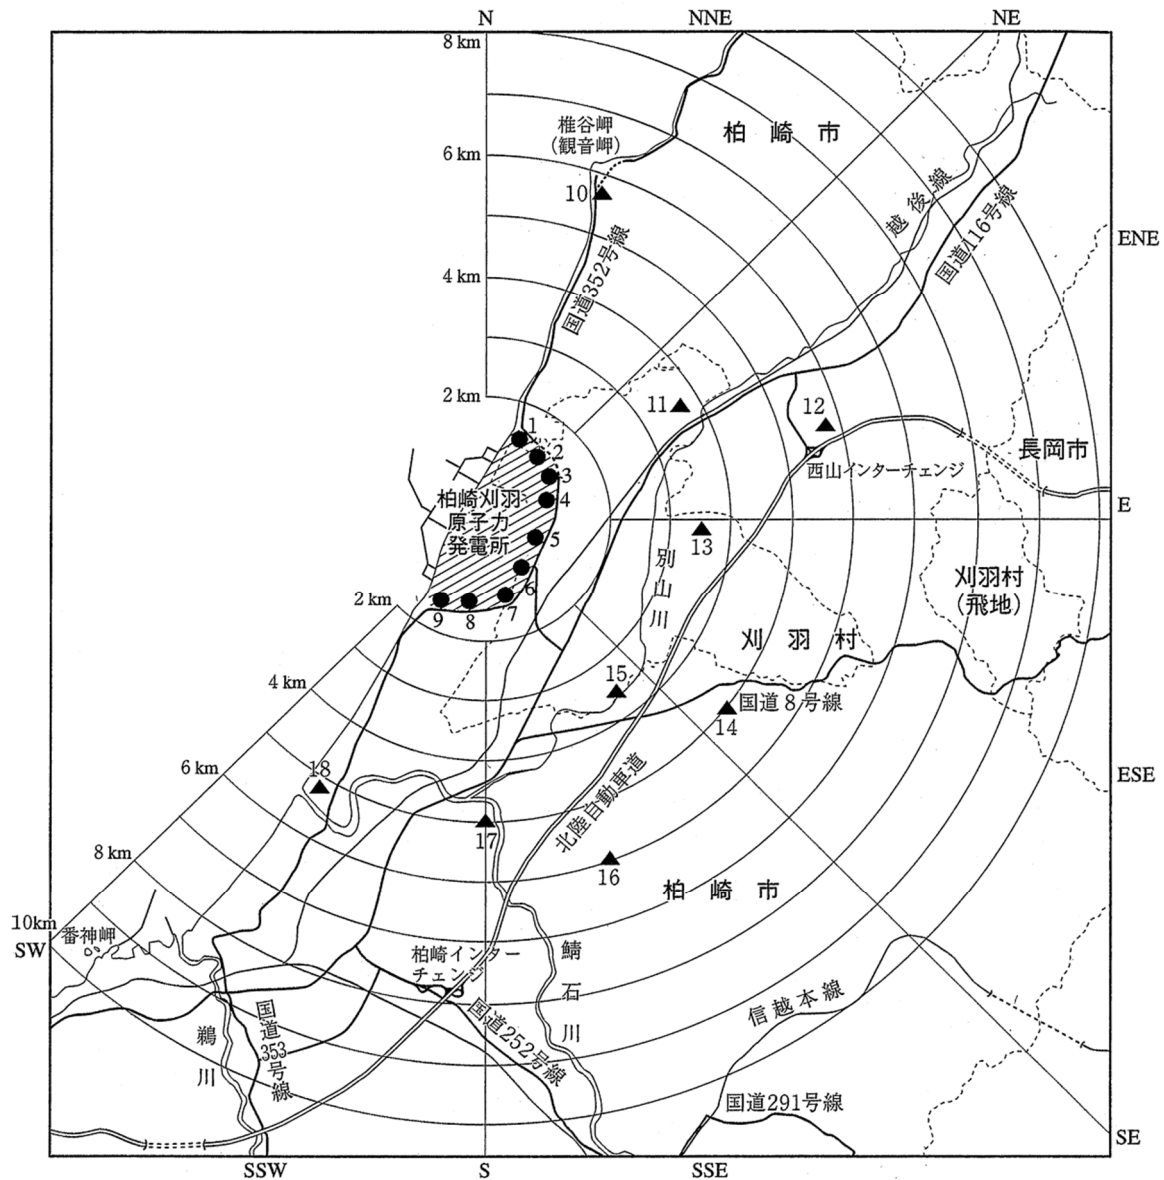 N
NNE
NE
8 km
椎谷岬
(観音岬)
柏崎市
6 km
10
越後線
国道352号線
国道116号線
ENE
4 km
2 km
11
12
1
2
3
4
5
6
7
8
9
柏崎刈羽
原子力
発電所
西山インターチェンジ
長岡市
E
13
別山川
刈羽村
(飛地)
2 km
刈羽村
15
4 km
国道8号線
14
6 km
18
ESE
北陸自動車道
17
8 km
16
柏崎市
10km
SW
番神岬
柏崎インター
チェンジ
鯖石川
国道252号線
信越本線
国道353号線
鵜川
国道291号線
SE
SSW
S
SSE